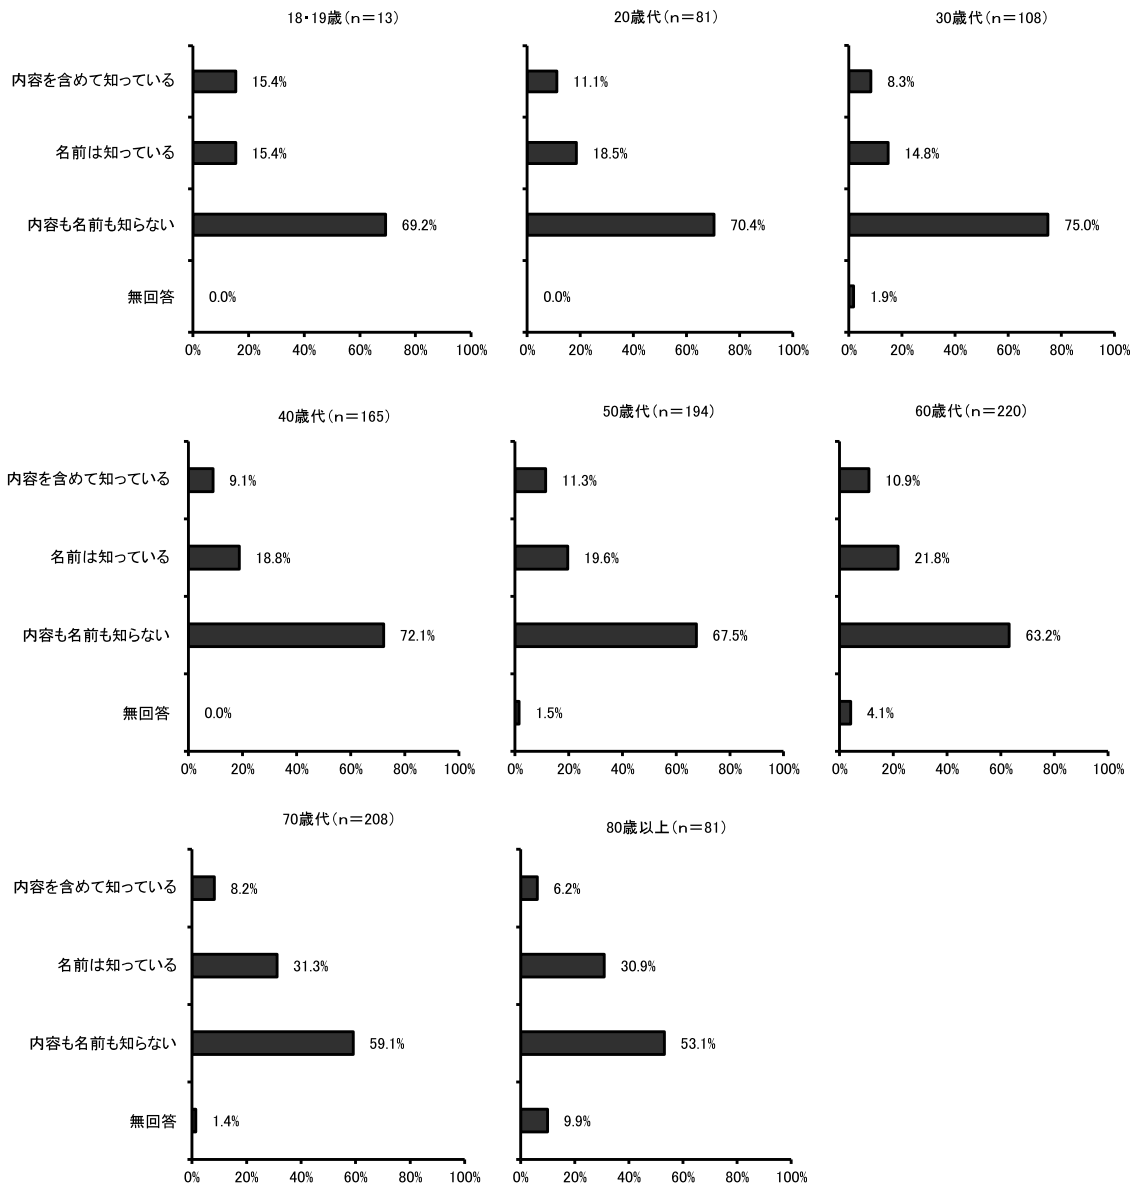 18・19歳（ｎ＝13）
内容を含めて知っている 15.4%
名前は知っている 15.4%
内容も名前も知らない 69.2%
無回答 0.0%
0% 20% 40% 60% 80% 100%
20歳代（ｎ＝81）
11.1%
18.5%
70.4%
0.0%
0% 20% 40% 60% 80% 100%
30歳代（ｎ＝108）
8.3%
14.8%
75.0%
1.9%
0% 20% 40% 60% 80% 100%
40歳代（ｎ＝165）
内容を含めて知っている 9.1%
名前は知っている 18.8%
内容も名前も知らない 72.1%
無回答 0.0%
0% 20% 40% 60% 80% 100%
50歳代（ｎ＝194）
11.3%
19.6%
67.5%
1.5%
0% 20% 40% 60% 80% 100%
60歳代（ｎ＝220）
10.9%
21.8%
63.2%
4.1%
0% 20% 40% 60% 80% 100%
70歳代（ｎ＝208）
内容を含めて知っている 8.2%
名前は知っている 31.3%
内容も名前も知らない 59.1%
無回答 1.4%
0% 20% 40% 60% 80% 100%
80歳以上（ｎ＝81）
6.2%
30.9%
53.1%
9.9%
0% 20% 40% 60% 80% 100%